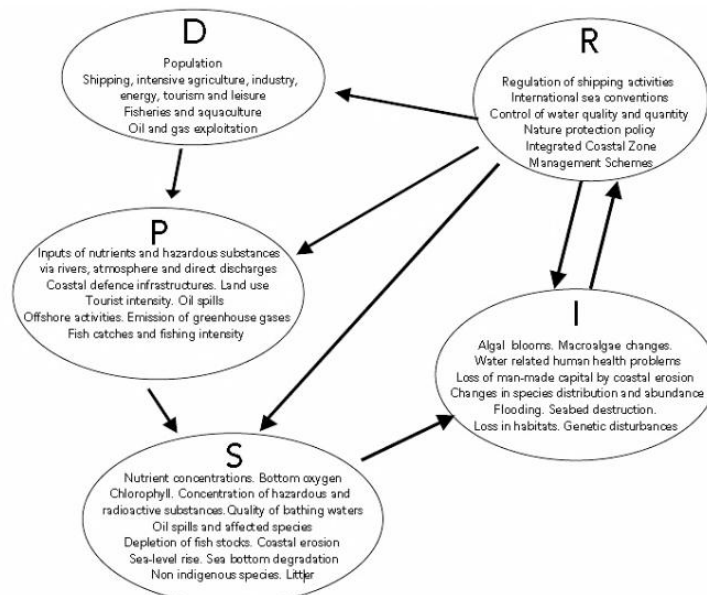 D
Population
Shipping, intensive agriculture, industry,
energy, tourism and leisure
Fisheries and aquaculture
Oil and gas exploitation
R
Regulation of shipping activities
International sea conventions
Control of water quality and quantity
Nature protection policy
Integrated Coastal Zone
Management Schemes
P
Inputs of nutrients and hazardous substances
via rivers, atmosphere and direct discharges
Coastal defence infrastructures. Land use
Tourist intensity. Oil spills
Offshore activities. Emission of greenhouse gases
Fish catches and fishing intensity
I
Algal blooms. Macroalgae changes.
Water related human health problems
Loss of man-made capital by coastal erosion
Changes in species distribution and abundance
Flooding. Seabed destruction.
Loss in habitats. Genetic disturbances
S
Nutrient concentrations. Bottom oxygen
Chlorophyll. Concentration of hazardous and
radioactive substances. Quality of bathing waters
Oil spills and affected species
Depletion of fish stocks. Coastal erosion
Sea-level rise. Sea bottom degradation
Non indigenous species. Littler